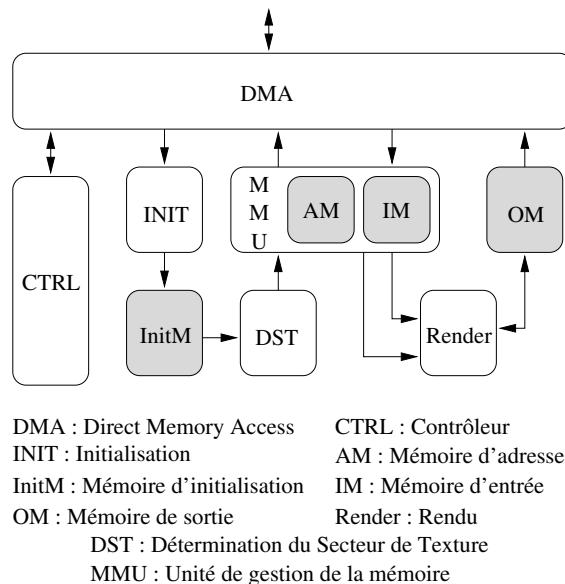 DMA
M
M
U
AM
IM
INIT
OM
CTRL
InitM
DST
Render
DMA : Direct Memory Access
CTRL : Contrôleur
INIT : Initialisation
AM : Mémoire d'adresse
InitM : Mémoire d'initialisation
IM : Mémoire d'entrée
OM : Mémoire de sortie
Render : Rendu
DST : Détermination du Secteur de Texture
MMU : Unité de gestion de la mémoire